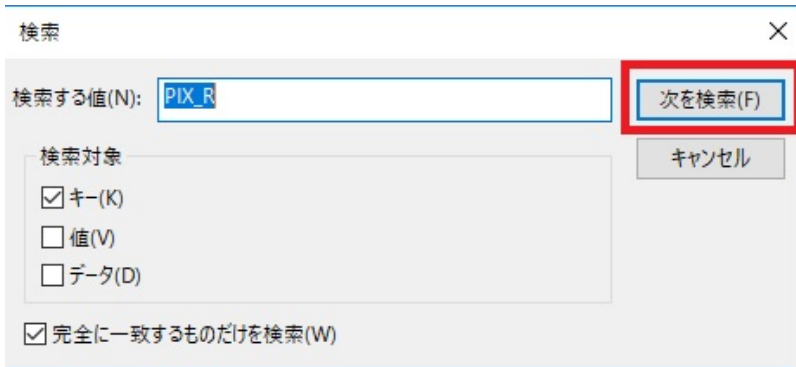 検索
検索する値(N): PIX_R 次を検索(F)
検索対象 キャンセル
キー(K)
値(V)
データ(D)
完全に一致するものだけを検索(W)